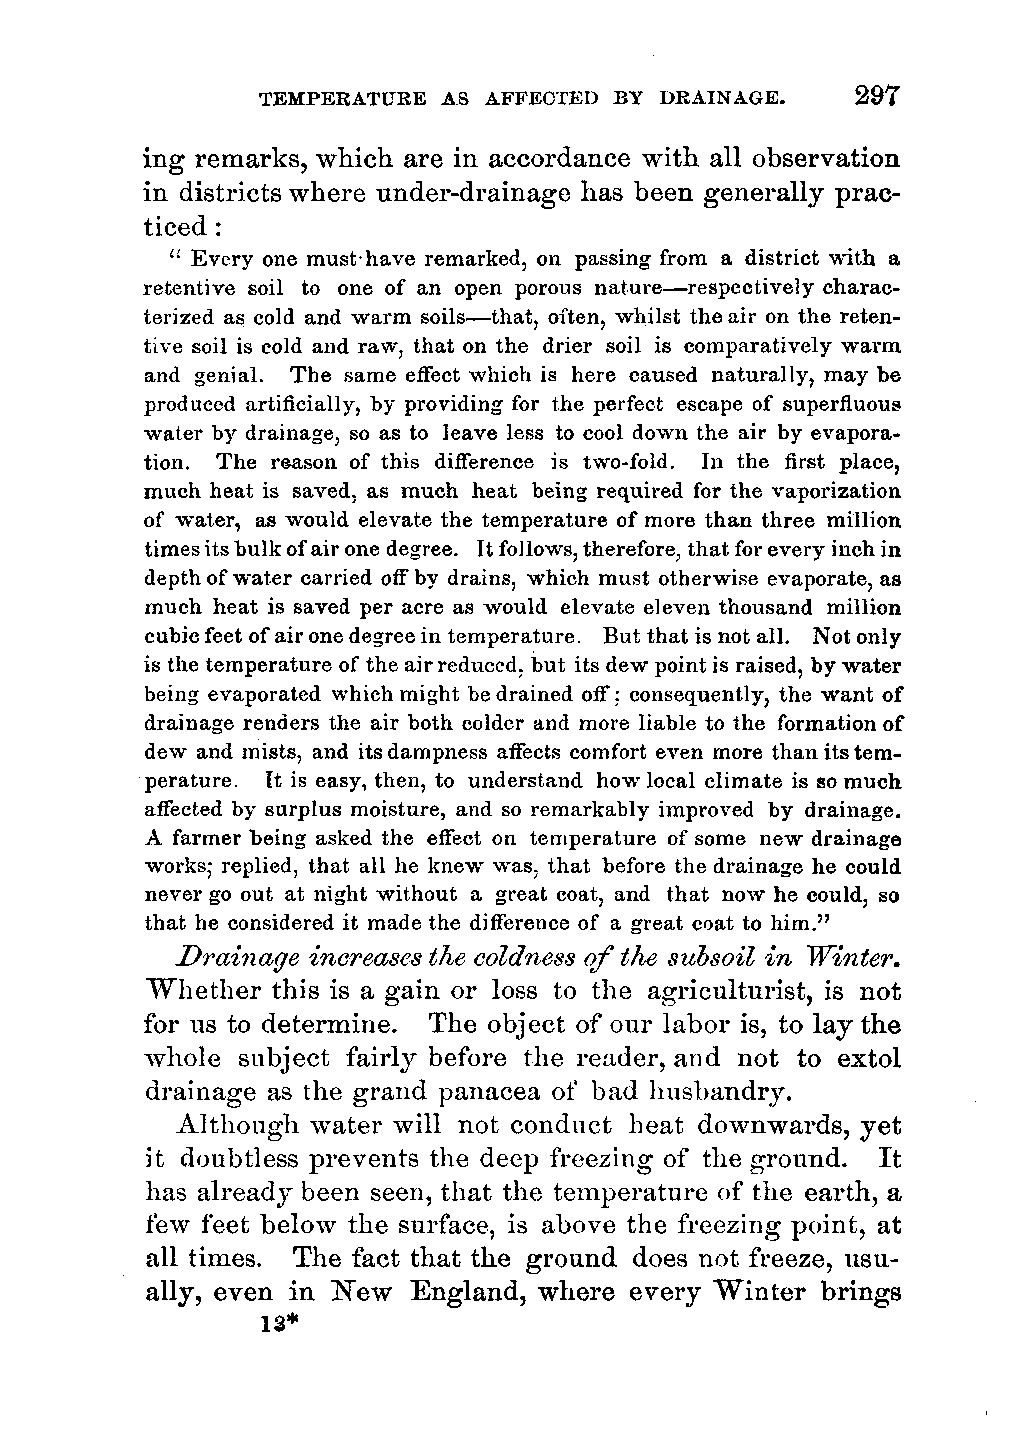 TEMPERATURE AS AFFECTED BY DRAINAGE. 297
ing remarks, which are in accordance with all observation
in districts where under-drainage has been generally prac-
ticed :
“ Every one must have remarked, on passing from a district with a
retentive soil to one of an open porous nature—respectively charac-
terized as cold and warm soils—that, often, whilst the air on the reten-
tive soil is cold and raw, that on the drier soil is comparatively warm
and genial. The same effect which is here caused naturally, may be
produced artificially, by providing for the perfect escape of superfluous
water by drainage, so as to leave less to cool down the air by evapora-
tion. The reason of this difference is two-fold. In the first place,
much heat is saved, as much heat being required for the vaporization
of water, as would elevate the temperature of more than three million
times its bulk of air one degree. It follows, therefore, that for every inch in
depth of water carried off by drains, which must otherwise evaporate, as
much heat is saved per acre as would elevate eleven thousand million
cubic feet of air one degree in temperature. But that is not all. Not only
is the temperature of the air reduced, but its dew point is raised, by water
being evaporated which might be drained off; consequently, the want of
drainage renders the air both colder and more liable to the formation of
dew and mists, and its dampness affects comfort even more than its tem-
perature. It is easy, then, to understand how local climate is so much
affected by surplus moisture, and so remarkably improved by drainage.
A farmer being asked the effect on temperature of some new drainage
works; replied, that all he knew was, that before the drainage he could
never go out at night without a great coat, and that now he could, so
that he considered it made the difference of a great coat to him.”
Drainage increases the coldness of the subsoil in Winter.
Whether this is a gain or loss to the agriculturist, is not
for us to determine. The object of our labor is, to lay the
whole subject fairly before the reader, and not to extol
drainage as the grand panacea of bad husbandry.
Although water will not conduct heat downwards, yet
it doubtless prevents the deep freezing of the ground. It
has already been seen, that the temperature of the earth, a
few feet below the surface, is above the freezing point, at
all times. The fact that the ground does not freeze, usu-
ally, even in New England, where every Winter brings
13*